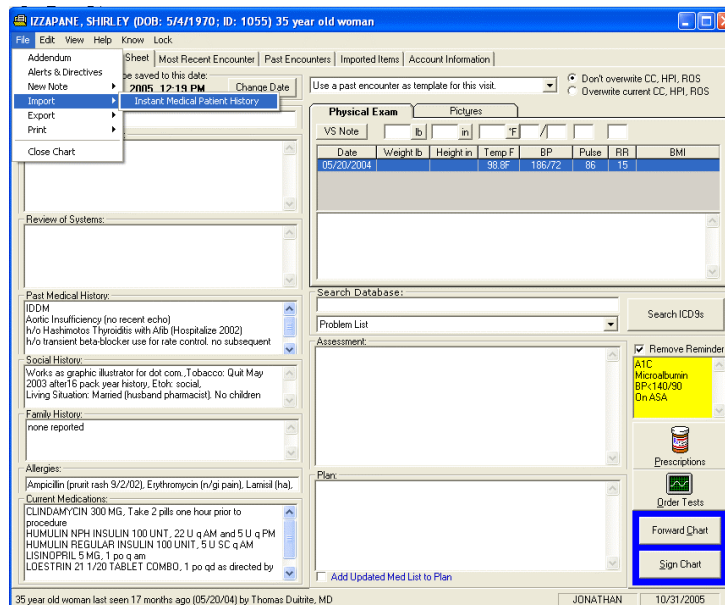 IZZAPANE, SHIRLEY (DOB: 5/4/1970; ID: 1055) 35 year old woman
File Edit View Help Know Lock
Sheet Most Recent Encounter Past Encounters Imported Items Account Information
Addendum
Alerts & Directives
New Note
Import
Export
Print
Close Chart
Instant Medical Patient History
be saved to this date:
2005 12:19 PM Change Date
Use a past encounter as template for this visit.
Don't overwrite CC, HPI, ROS
Overwrite current CC, HPI, ROS
Physical Exam Pictures
VS Note lb in °F /
Date Weight lb Height in Temp F BP Pulse RR BMI
05/20/2004 98.8F 186/72 86 15
Review of Systems:
Past Medical History:
IDDM
Aortic Insufficiency (no recent echo)
h/o Hashimotos Thyroiditis with Afib (Hospitalize 2002)
h/o transient beta-blocker use for rate control. no subsequent
Social History:
Works as graphic illustrator for dot com.,Tobacco: Quit May
2003 after16 pack year history, Etoh: social,
Living Situation: Married (husband pharmacist). No children
Family History:
none reported
Allergies:
Ampicillin (prurit rash 9/2/02), Erythromycin (n/gi pain), Lamisil (ha),
Current Medications:
CLINDAMYCIN 300 MG, Take 2 pills one hour prior to
procedure
HUMULIN NPH INSULIN 100 UNT, 22 U q AM and 5 U q PM
HUMULIN REGULAR INSULIN 100 UNIT, 5 U SC q AM
LISINOPRIL 5 MG, 1 po q am
LOESTRIN 21 1/20 TABLET COMBO, 1 po qd as directed by
Search Database:
Problem List
Search ICD9s
Assessment:
Remove Reminder
A1C
Microalbumin
BP<140/90
On ASA
Prescriptions
Order Tests
Plan:
Forward Chart
Sign Chart
Add Updated Med List to Plan
35 year old woman last seen 17 months ago (05/20/04) by Thomas Duitrite, MD JONATHAN 10/31/2005